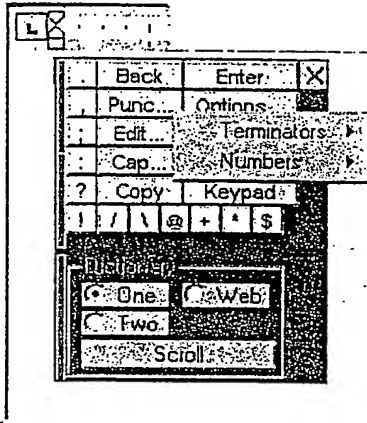 L
. Back Enter X
, Punc... Options...
; Edit... Terminators
: Cap... Numbers
? Copy Keypad
! / \ @ + * $
Dictionary
One Web
Two
Scroll